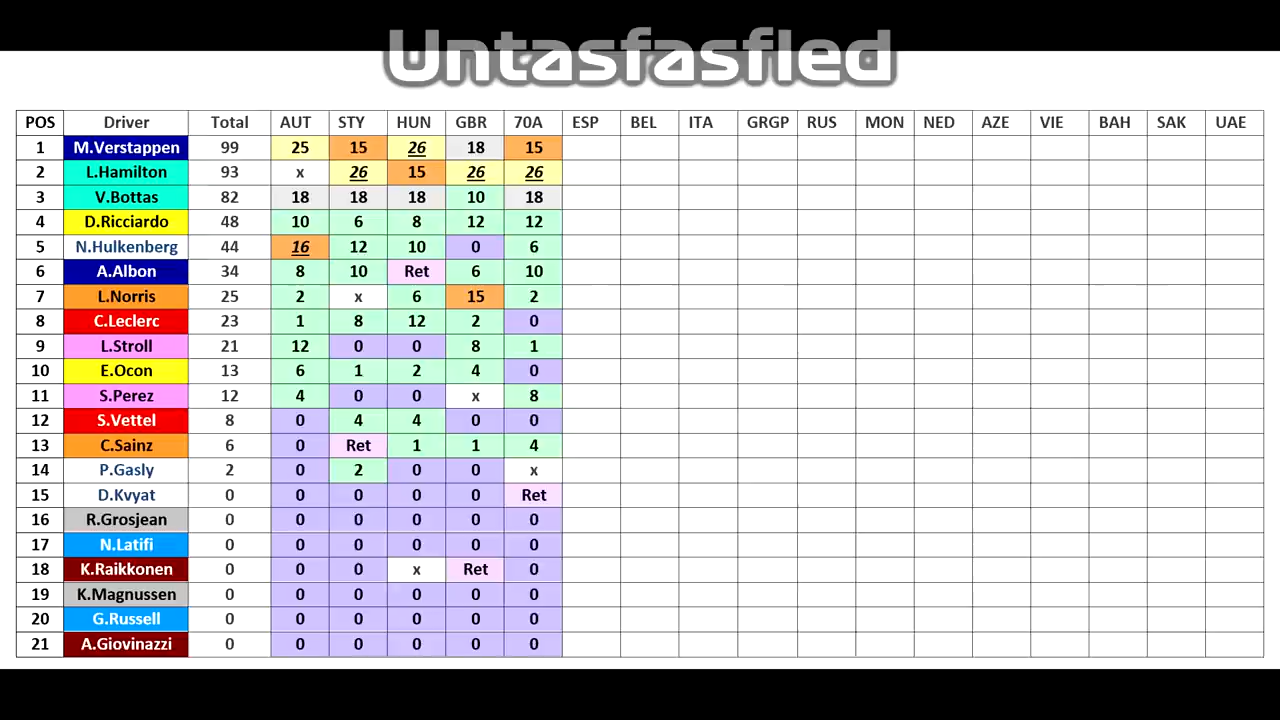 Untasfasfled
POS Driver Total AUT STY HUN GBR 70A ESP BEL ITA GRGP RUS MON NED AZE VIE BAH SAK UAE
1 M.Verstappen 99 25 15 26 18 15
2 L.Hamilton 93 x 26 15 26 26
3 V.Bottas 82 18 18 18 10 18
4 D.Ricciardo 48 10 6 8 12 12
5 N.Hulkenberg 44 16 12 10 0 6
6 A.Albon 34 8 10 Ret 6 10
7 L.Norris 25 2 x 6 15 2
8 C.Leclerc 23 1 8 12 2 0
9 L.Stroll 21 12 0 0 8 1
10 E.Ocon 13 6 1 2 4 0
11 S.Perez 12 4 0 0 x 8
12 S.Vettel 8 0 4 4 0 0
13 C.Sainz 6 0 Ret 1 1 4
14 P.Gasly 2 0 2 0 0 x
15 D.Kvyat 0 0 0 0 0 Ret
16 R.Grosjean 0 0 0 0 0 0
17 N.Latifi 0 0 0 0 0 0
18 K.Raikkonen 0 0 0 x Ret 0
19 K.Magnussen 0 0 0 0 0 0
20 G.Russell 0 0 0 0 0 0
21 A.Giovinazzi 0 0 0 0 0 0